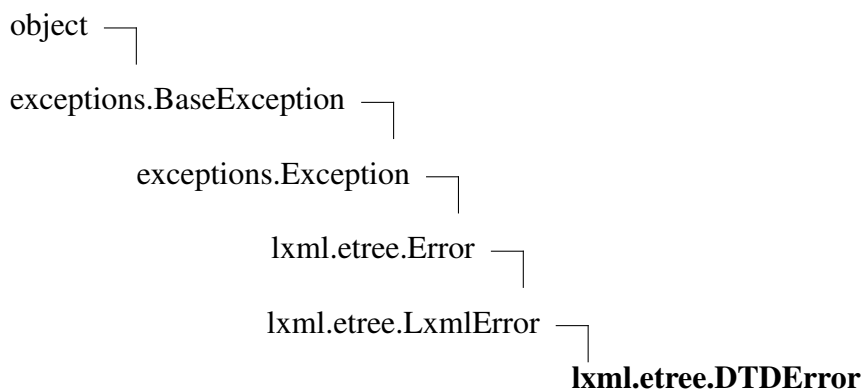 object
exceptions.BaseException
exceptions.Exception
lxml.etree.Error
lxml.etree.LxmlError
lxml.etree.DTDError